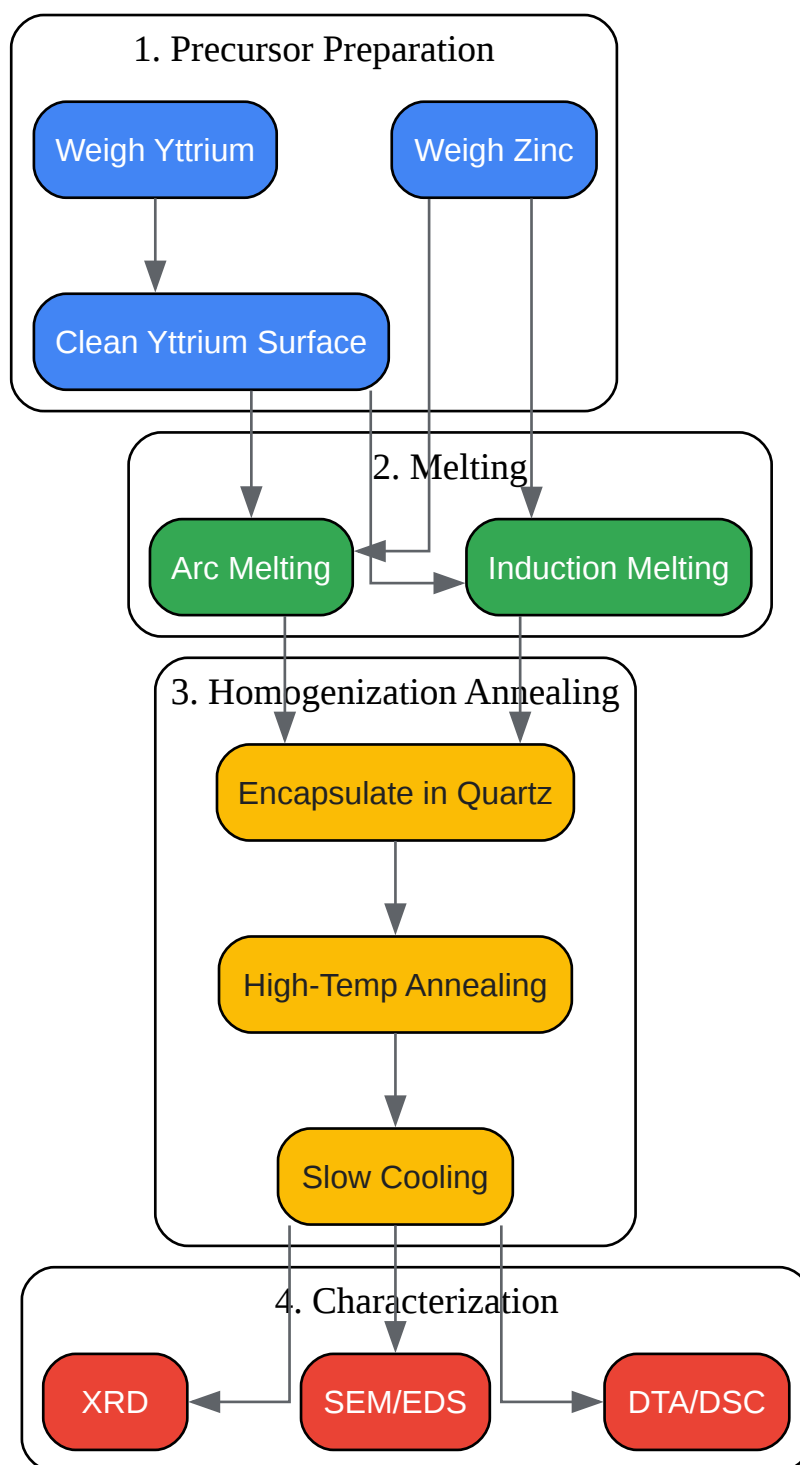 1. Precursor Preparation
Weigh Yttrium
Weigh Zinc
Clean Yttrium Surface
2. Melting
Arc Melting
Induction Melting
3. Homogenization Annealing
Encapsulate in Quartz
High-Temp Annealing
Slow Cooling
4. Characterization
XRD
SEM/EDS
DTA/DSC